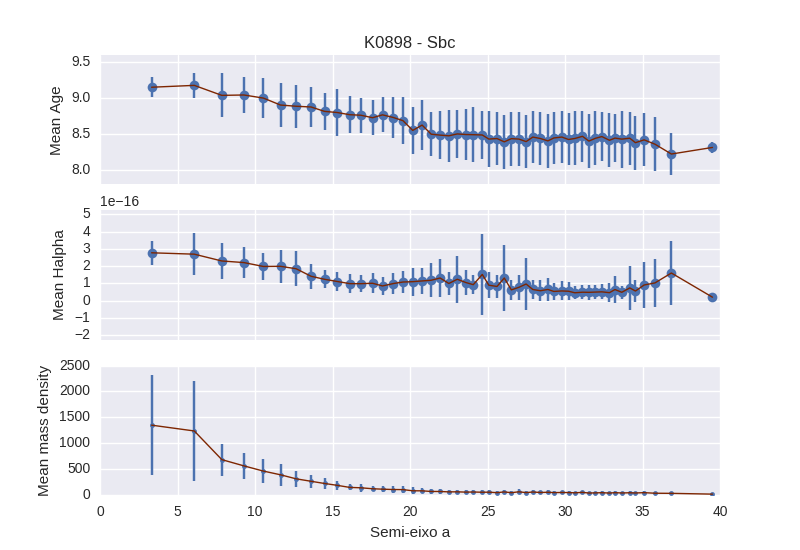 K0898 - Sbc
9.5
9.0
8.5
8.0
Mean Age
1e−16
5
4
3
2
1
0
−1
−2
Mean Halpha
2500
2000
1500
1000
500
0
Mean mass density
0 5 10 15 20 25 30 35 40
Semi-eixo a